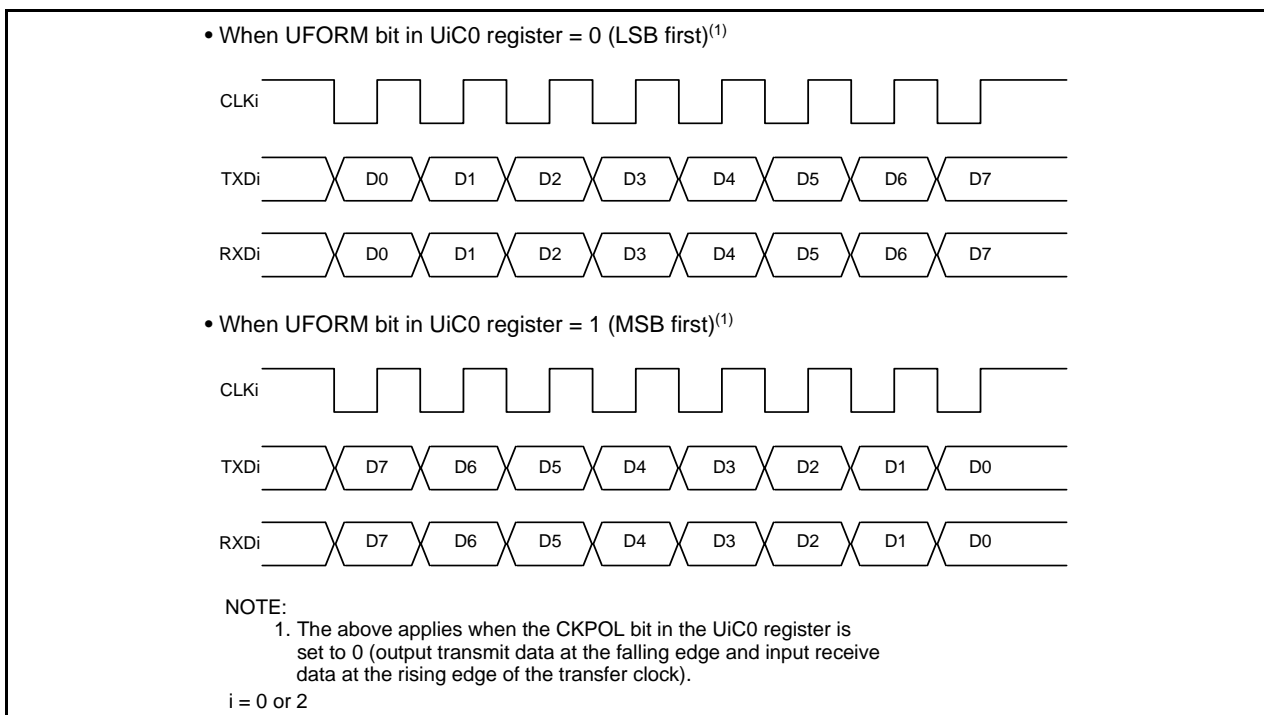 • When UFORM bit in UiC0 register = 0 (LSB first)(1)
CLKi
TXDi D0 D1 D2 D3 D4 D5 D6 D7
RXDi D0 D1 D2 D3 D4 D5 D6 D7
• When UFORM bit in UiC0 register = 1 (MSB first)(1)
CLKi
TXDi D7 D6 D5 D4 D3 D2 D1 D0
RXDi D7 D6 D5 D4 D3 D2 D1 D0
NOTE:
1. The above applies when the CKPOL bit in the UiC0 register is
set to 0 (output transmit data at the falling edge and input receive
data at the rising edge of the transfer clock).
i = 0 or 2